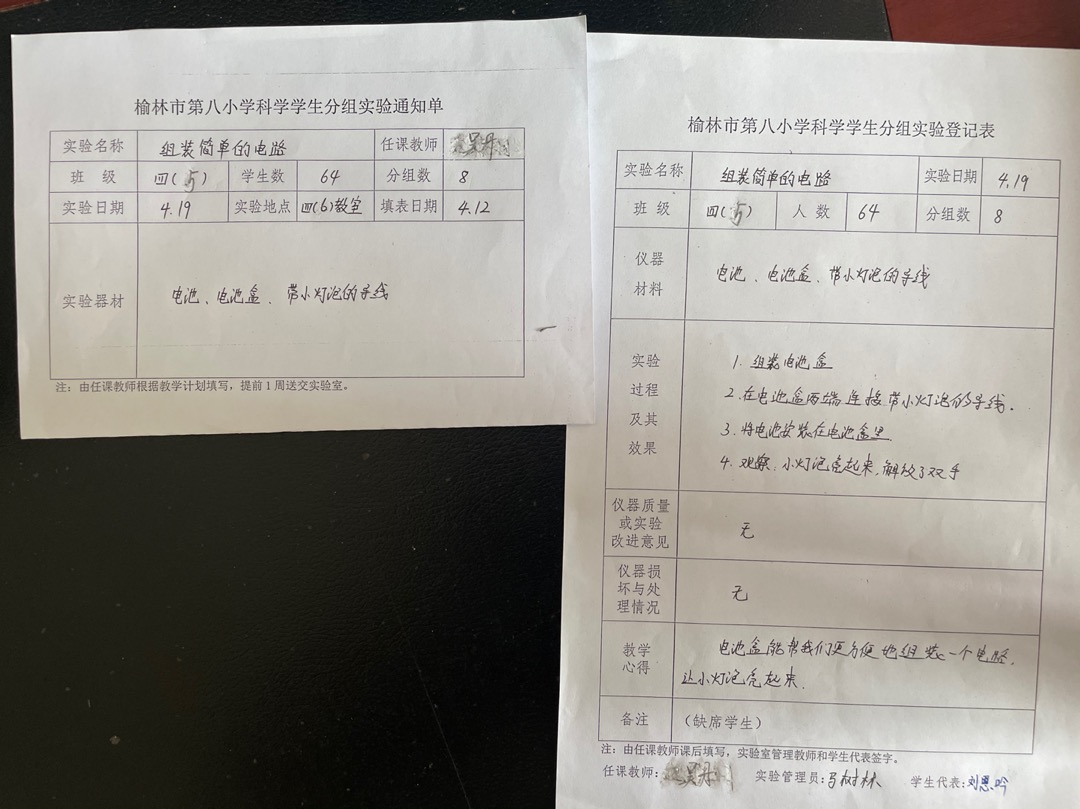 榆林市第八小学科学学生分组实验通知单
实验名称 组装简单的电路 任课教师
班 级 四(5) 学生数 64 分组数 8
实验日期 4.19 实验地点 四(6)教室 填表日期 4.12
实验器材 电池、电池盒、带小灯泡的导线
注：由任课教师根据教学计划填写，提前1周送交实验室。
榆林市第八小学科学学生分组实验登记表
实验名称 组装简单的电路 实验日期 4.19
班 级 四(5) 人 数 64 分组数 8
仪器
材料
电池、电池盒、带小灯泡的导线
实验
过程
及其
效果
1. 组装电池盒
2. 在电池盒两端连接带小灯泡的导线。
3. 将电池安装在电池盒里
4. 观察，小灯泡亮起来，解放了双手
仪器质量
或实验
改进意见
无
仪器损
坏与处
理情况
无
教学
心得
电池盒能帮我们更方便地组装一个电路，
让小灯泡亮起来.
备注 （缺席学生）
注：由任课教师课后填写，实验室管理教师和学生代表签字。
任课教师： 实验管理员：马树林 学生代表：刘恩吟